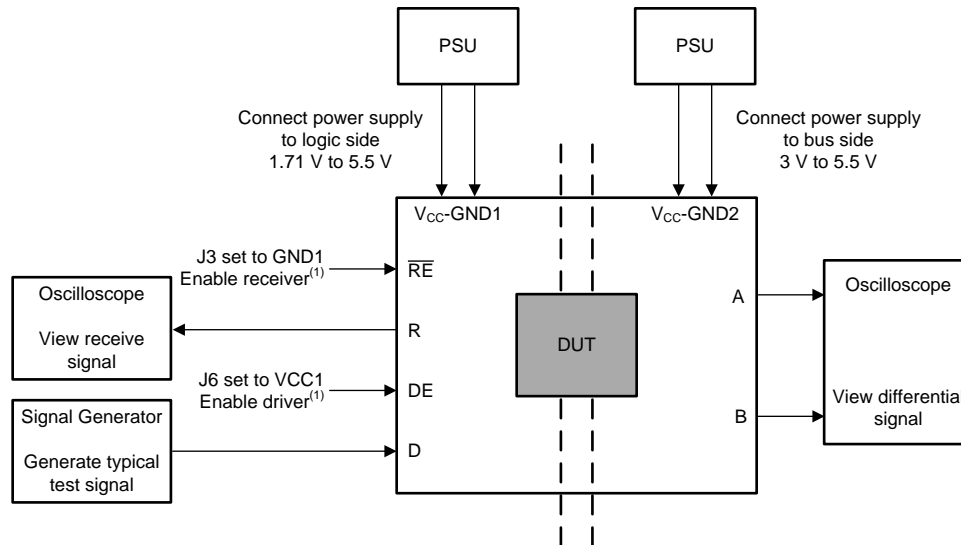 PSU
PSU
Connect power supply
to logic side
1.71 V to 5.5 V
Connect power supply
to bus side
3 V to 5.5 V
VCC-GND1
VCC-GND2
J3 set to GND1
Enable receiver(1)
RE
Oscilloscope
View receive
signal
R
J6 set to VCC1
Enable driver(1)
DE
Signal Generator
Generate typical
test signal
D
DUT
A
B
Oscilloscope
View differential
signal